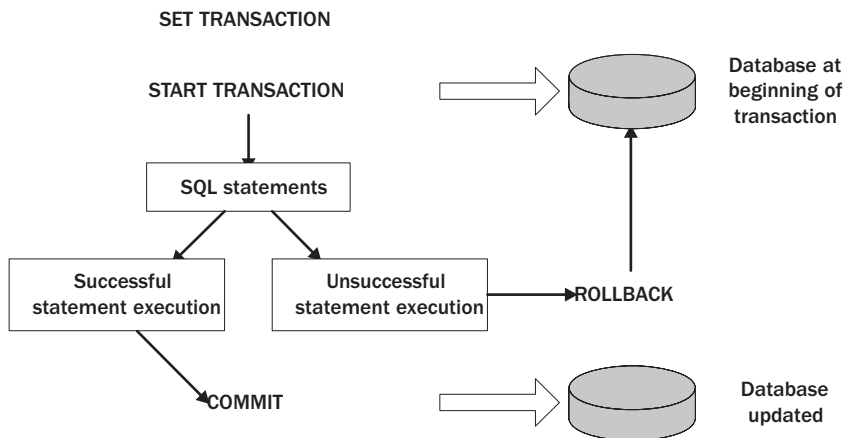 SET TRANSACTION
START TRANSACTION
Database at
beginning of
transaction
SQL statements
Successful
statement execution
Unsuccessful
statement execution
ROLLBACK
COMMIT
Database
updated